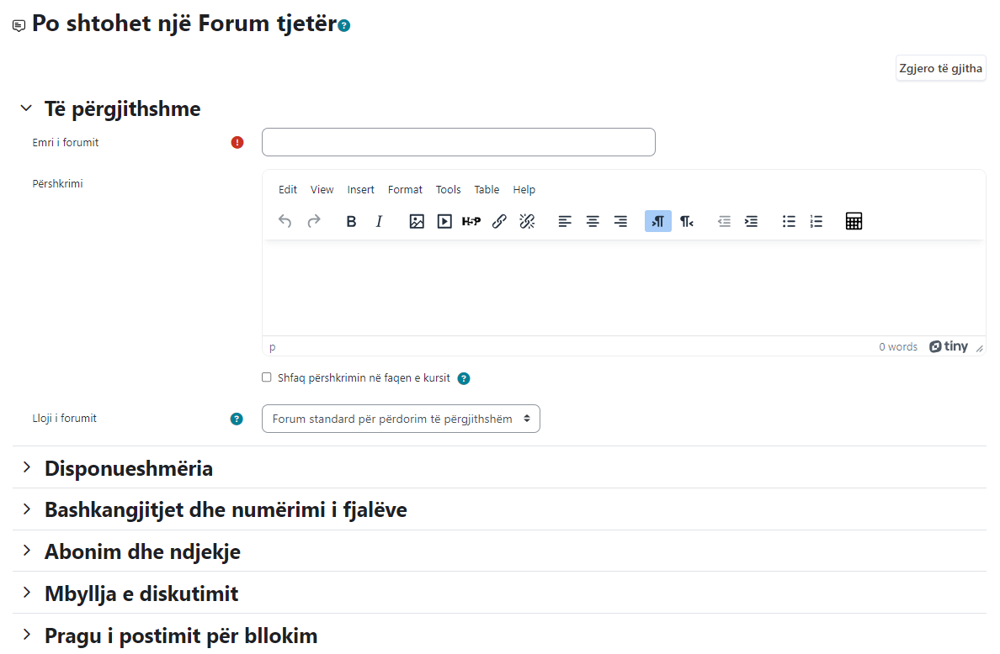 Po shtohet një Forum tjetër
Zgjero të gjitha
Të përgjithshme
Emri i forumit
Përshkrimi
Edit View Insert Format Tools Table Help
B I H5P
p
0 words tiny
Shfaq përshkrimin në faqen e kursit
Lloji i forumit
Forum standard për përdorim të përgjithshëm
Disponueshmëria
Bashkangjitjet dhe numërimi i fjalëve
Abonim dhe ndjekje
Mbyllja e diskutimit
Pragu i postimit për bllokim